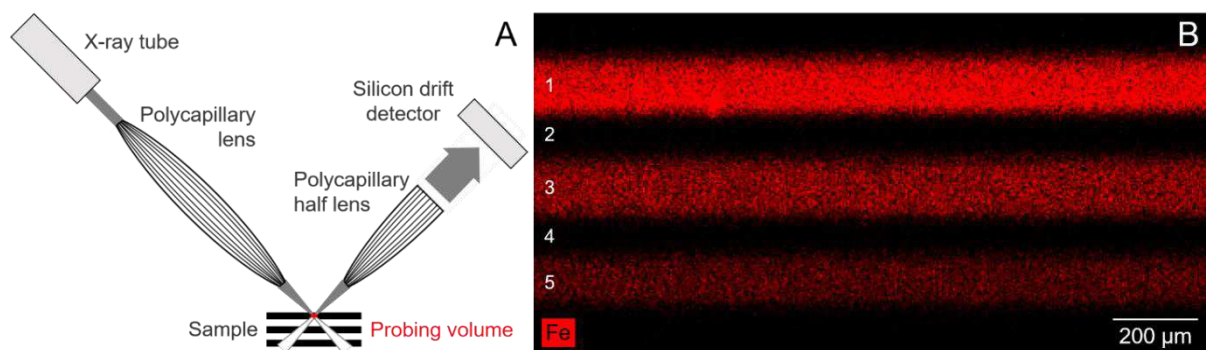 A
X-ray tube
Polycapillary
lens
Silicon drift
detector
Polycapillary
half lens
Sample
Probing volume
B
1
2
3
4
5
Fe
200 µm